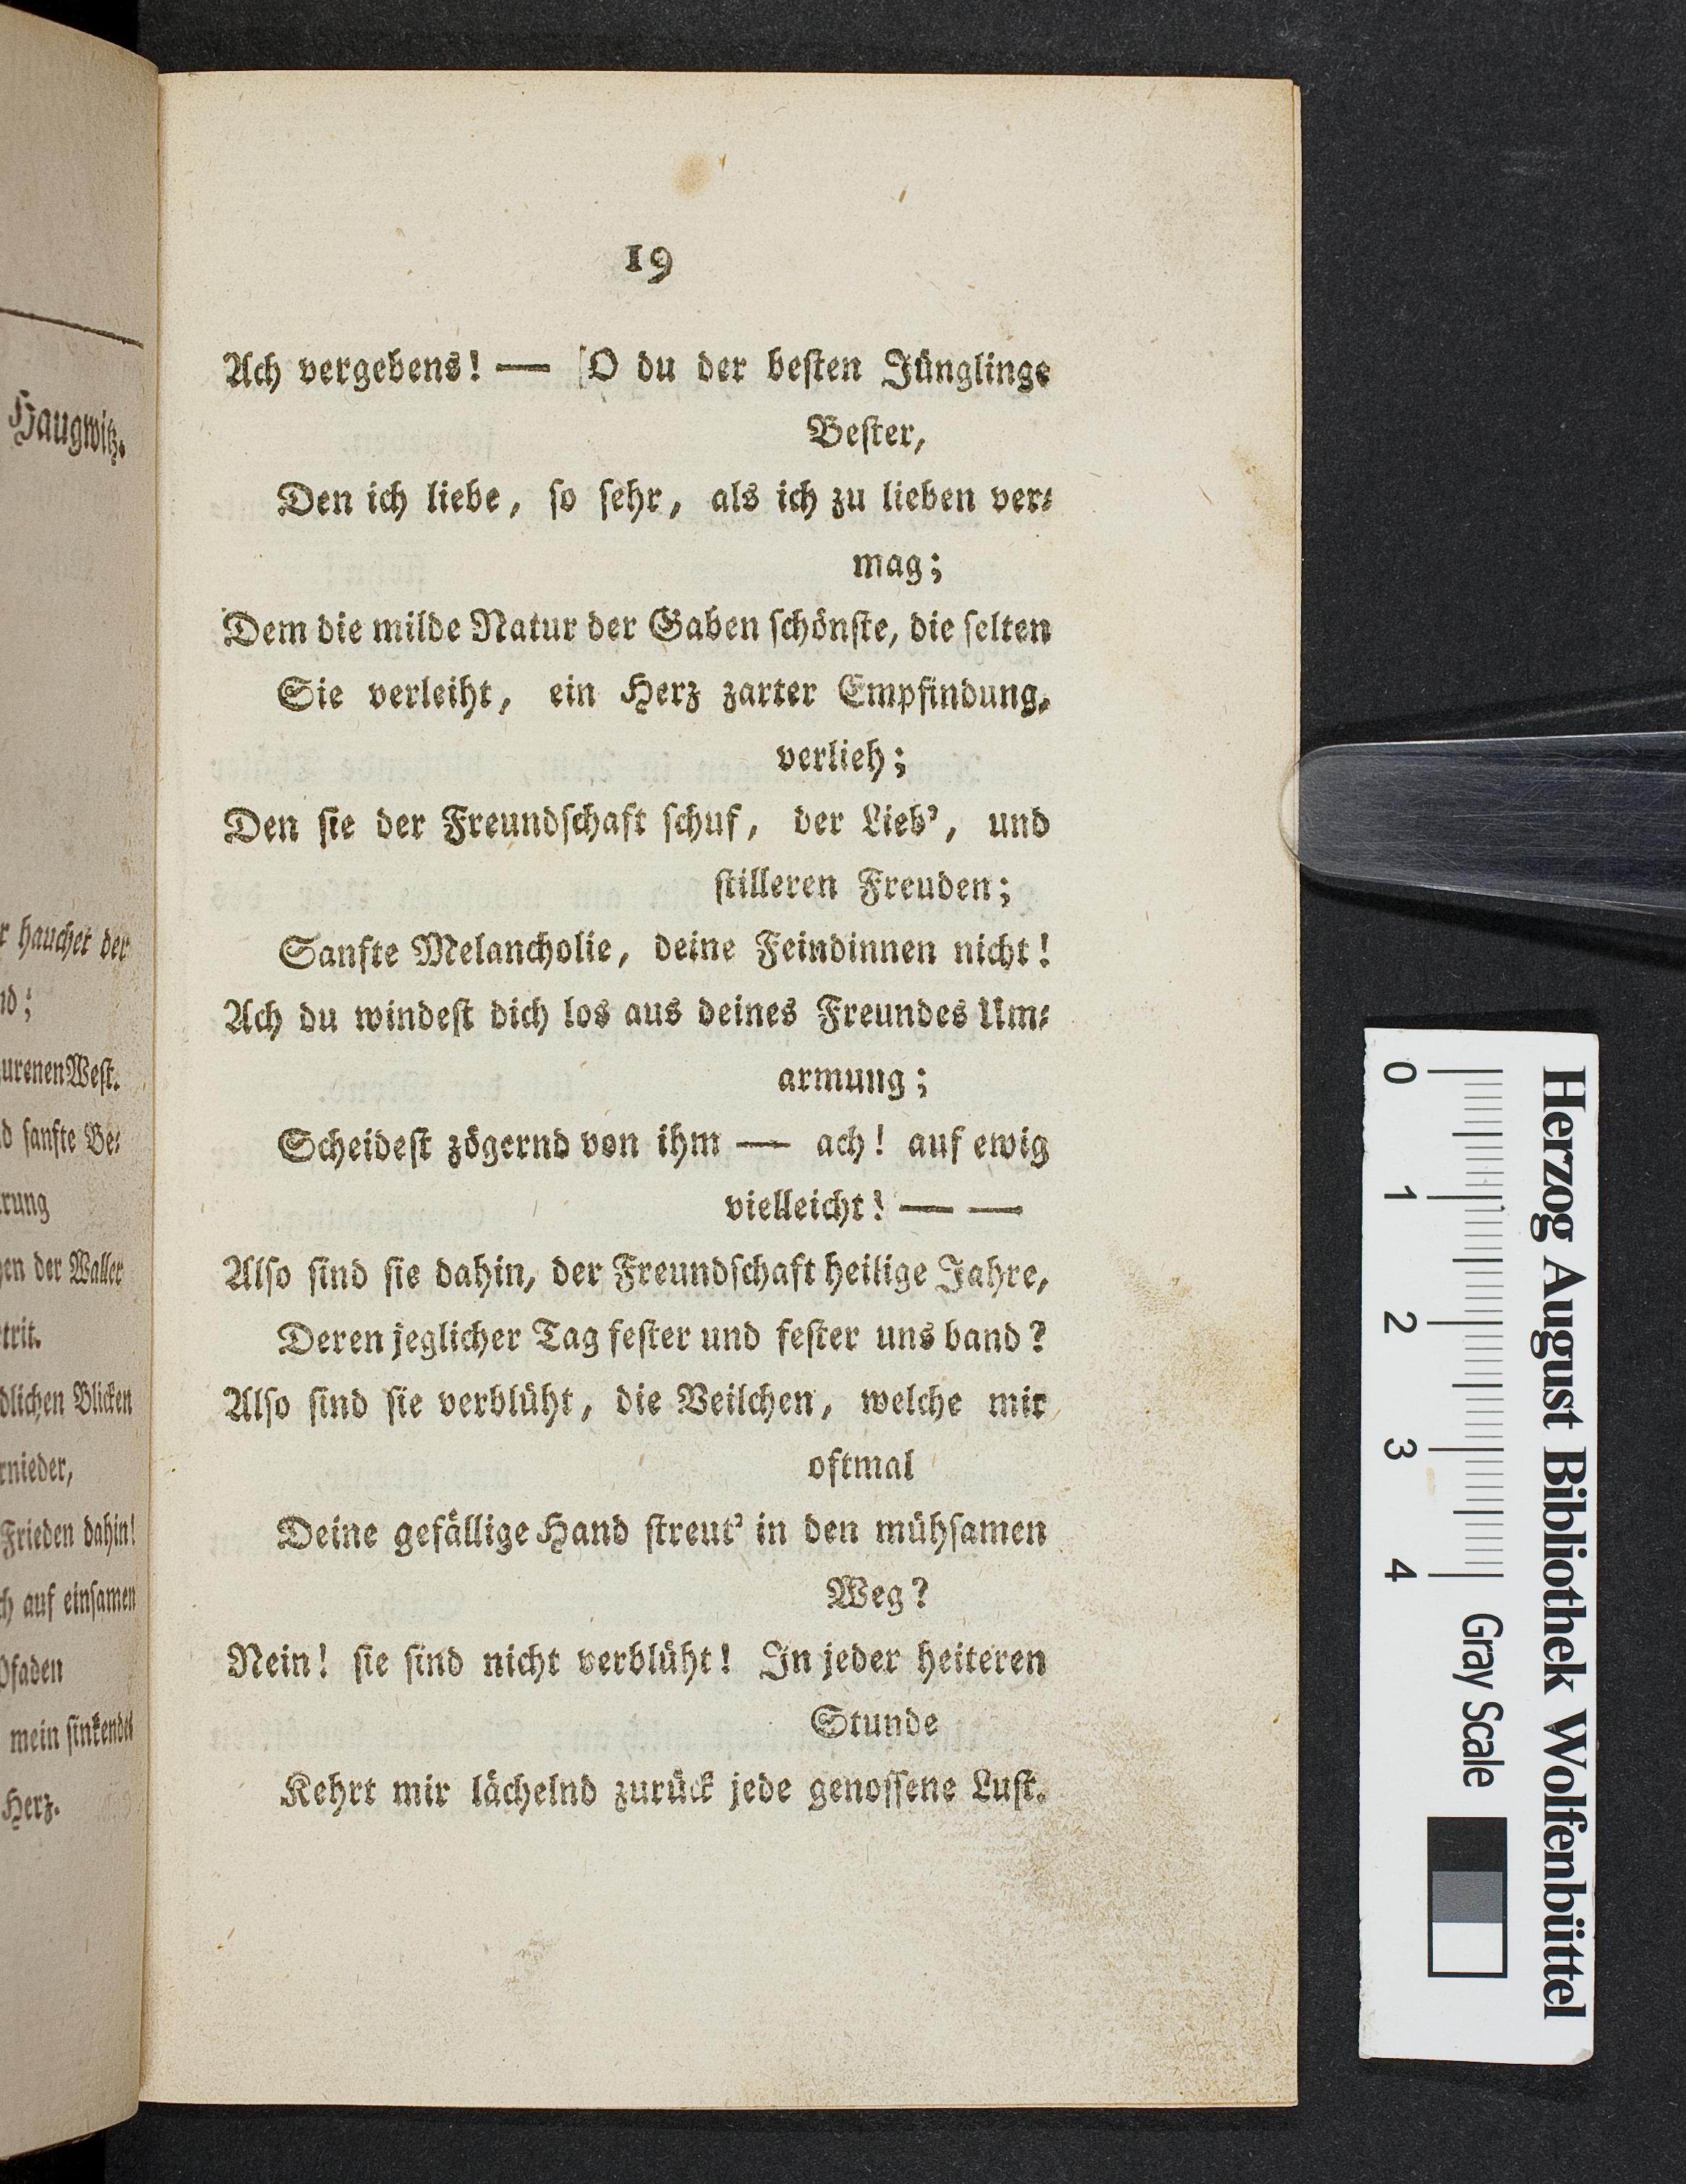 Haugwitz.
hauchet der
nd;
urenen West.
sanfte Be⸗
rung
der Waller
trit.
dlichen Blicken
rnieder,
Frieden dahin!
auf einsamen
Pfaden
mein sinkendes
Herz.
19
Ach vergebens! — O du der beſten Jünglinge
Beſter,
Den ich liebe, ſo ſehr, als ich zu lieben ver⸗
mag;
Dem die milde Natur der Gaben ſchönſte, die ſelten
Sie verleiht, ein Herz zarter Empfindung,
verlieh;
Den ſie der Freundſchaft ſchuf, der Lieb', und
ſtilleren Freuden;
Sanfte Melancholie, deine Feindinnen nicht!
Ach du windeſt dich los aus deines Freundes Um⸗
armung;
Scheideſt zögernd von ihm — ach! auf ewig
vielleicht! — —
Alſo ſind ſie dahin, der Freundſchaft heilige Jahre,
Deren jeglicher Tag feſter und feſter uns band?
Alſo ſind ſie verblüht, die Veilchen, welche mir
oftmal
Deine gefällige Hand ſtreut' in den mühſamen
Weg?
Nein! ſie ſind nicht verblüht! In jeder heiteren
Stunde
Kehrt mir lächelnd zurück jede genoſſene Luſt.
Herzog August Bibliothek Wolfenbüttel
0 1 2 3 4 Gray Scale